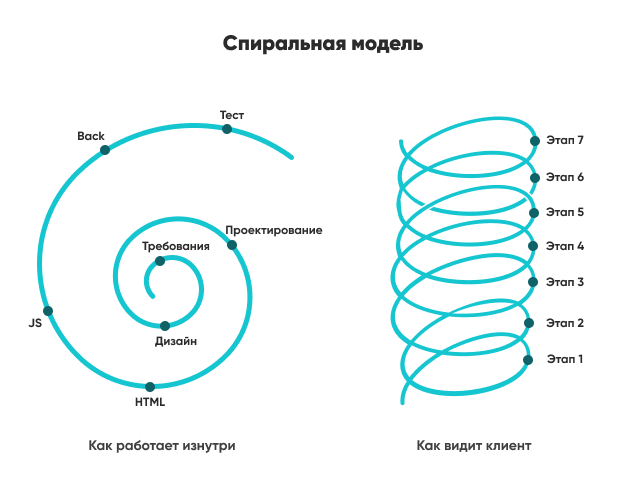 Спиральная модель
Тест
Back
Проектирование
Требования
JS
Дизайн
HTML
Как работает изнутри
Этап 7
Этап 6
Этап 5
Этап 4
Этап 3
Этап 2
Этап 1
Как видит клиент